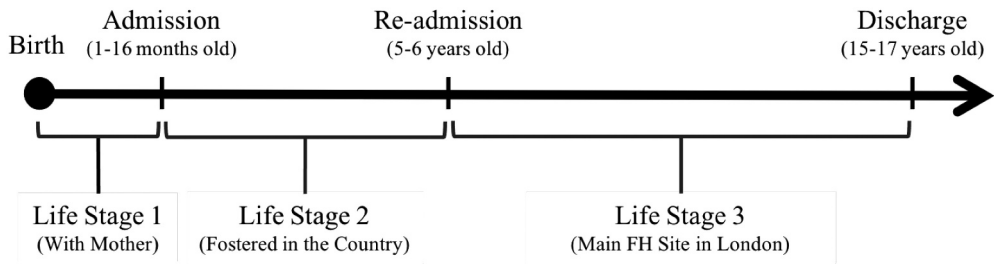 Birth
Admission
(1-16 months old)
Re-admission
(5-6 years old)
Discharge
(15-17 years old)
Life Stage 1
(With Mother)
Life Stage 2
(Fostered in the Country)
Life Stage 3
(Main FH Site in London)